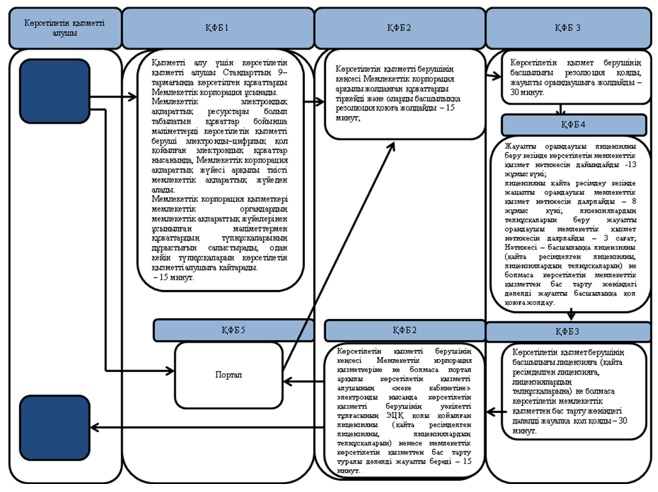 Көрсетілетін қызметті
алушы
ҚФБ1
ҚФБ2
ҚФБ 3
Қызметті алу үшін көрсетілетін
қызметті алушы Стандарттың 9–
тармағында көрсетілген құжаттарды
Мемлекеттік корпорация ұсынады.
Мемлекеттік электрондық
ақпараттық ресурстары болып
табылатын құжаттар бойынша
мәліметтерді көрсетілетін қызметті
беруші электронды-цифрлық қол
қойылған электрондық құжаттар
нысанында, Мемлекеттік корпорация
ақпараттық жүйесі арқылы тиісті
мемлекеттік ақпараттық жүйеден
алады.
Мемлекеттік корпорация қызметкері
мемлекеттік органдардың
мемлекеттік ақпараттық жүйелерінен
ұсынылған мәліметтермен
құжаттардың түпнұсқаларының
дұрыстығын салыстырады, одан
кейін түпнұсқаларын көрсетілетін
қызметті алушыға қайтарады.
– 15 минут.
Көрсетілетін қызметті берушінің
кеңсесі Мемлекеттік корпорация
арқылы жолданған құжаттарды
тіркейді және оларды басшылыққа
резолюция қоюға жолдайды – 15
минут;
Көрсетілетін қызмет берушінің
басшылығы резолюция қояды,
жауапты орындаушыға жолдайды –
30 минут.
ҚФБ4
Жауапты орындаушы лицензияны
беру кезінде көрсетілетін мемлекеттік
қызмет нәтижесін дайындайды -13
жұмыс күні;
лицензияны қайта ресімдеу кезінде
жауапты орындаушы мемлекеттік
қызмет нәтижесін даярлайды – 8
жұмыс күні; лицензиялардың
телнұсқаларын беру жауапты
орындаушы мемлекеттік қызмет
нәтижесін даярлайды – 3 сағат;
Нәтижесі – басшылыққа лицензияны
(қайта ресімделген лицензияны,
лицензиялардың телнұсқаларын) не
болмаса көрсетілетін мемлекеттік
қызметтен бас тарту жөніндегі
дәлелді жауапты басшылыққа қол
қоюға жолдау.
ҚФБ5
ҚФБ2
ҚФБ3
Портал
Көрсетілетін қызметті берушінің
кеңсесі Мемлекеттік корпорация
қызметкеріне не болмаса портал
арқылы көрсетілетін қызметті
алушының «жеке кабинетіне»
электронды нысанда көрсетілетін
қызметті берушінің уәкілетті
тұлғасының ЭЦҚ қолы қойылған
лицензияны (қайта ресімделген
лицензияны, лицензиялардың
телнұсқаларын) немесе мемлекеттік
көрсетілетін қызметтен бас тарту
туралы дәлелді жауапты береді – 15
минут.
Көрсетілетін қызмет берушінің
басшылығы лицензияға (қайта
ресімделген лицензияға,
лицензиялардың
телнұсқаларына) не болмаса
көрсетілетін мемлекеттік
қызметтен бас тарту жөніндегі
дәлелді жауапқа қол қояды– 30
минут.